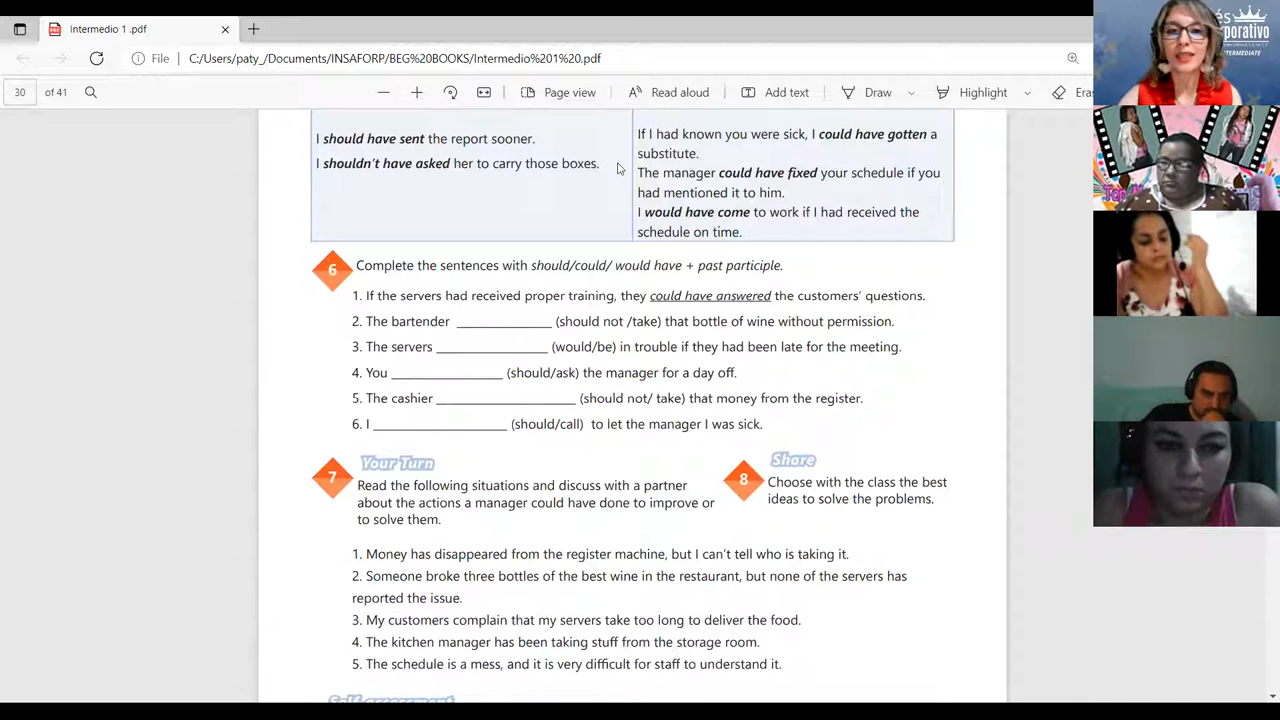 Intermedio 1 .pdf
File C:/Users/paty_/Documents/INSAFORP/BEG%20BOOKS/Intermedio%201%20.pdf
30 of 41 Page view Read aloud Add text Draw Highlight Eras
I should have sent the report sooner.
I shouldn't have asked her to carry those boxes.
If I had known you were sick, I could have gotten a
substitute.
The manager could have fixed your schedule if you
had mentioned it to him.
I would have come to work if I had received the
schedule on time.
6 Complete the sentences with should/could/ would have + past participle.
1. If the servers had received proper training, they could have answered the customers' questions.
2. The bartender ____________ (should not /take) that bottle of wine without permission.
3. The servers ______________ (would/be) in trouble if they had been late for the meeting.
4. You ______________ (should/ask) the manager for a day off.
5. The cashier __________________ (should not/ take) that money from the register.
6. I _________________ (should/call) to let the manager I was sick.
7 Your Turn
Read the following situations and discuss with a partner
about the actions a manager could have done to improve or
to solve them.
8 Share
Choose with the class the best
ideas to solve the problems.
1. Money has disappeared from the register machine, but I can't tell who is taking it.
2. Someone broke three bottles of the best wine in the restaurant, but none of the servers has
reported the issue.
3. My customers complain that my servers take too long to deliver the food.
4. The kitchen manager has been taking stuff from the storage room.
5. The schedule is a mess, and it is very difficult for staff to understand it.
Self-assessment
és
rporativo
TERMEDIATE